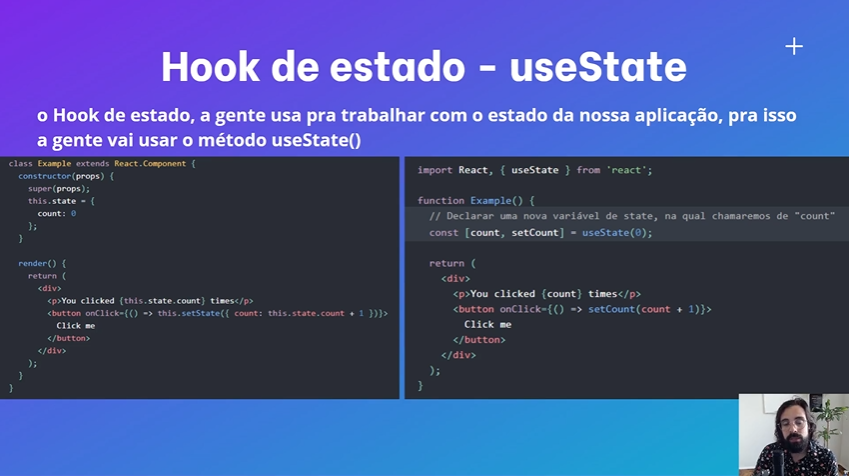 Hook de estado - useState
o Hook de estado, a gente usa pra trabalhar com o estado da nossa aplicação, pra isso
a gente vai usar o método useState()
class Example extends React.Component {
constructor(props) {
super(props);
this.state = {
count: 0
};
}
render() {
return (
<div>
<p>You clicked {this.state.count} times</p>
<button onClick={() => this.setState({ count: this.state.count + 1 })}>
Click me
</button>
</div>
);
}
}
import React, { useState } from 'react';
function Example() {
// Declarar uma nova variável de state, na qual chamaremos de "count"
const [count, setCount] = useState(0);
return (
<div>
<p>You clicked {count} times</p>
<button onClick={() => setCount(count + 1)}>
Click me
</button>
</div>
);
}